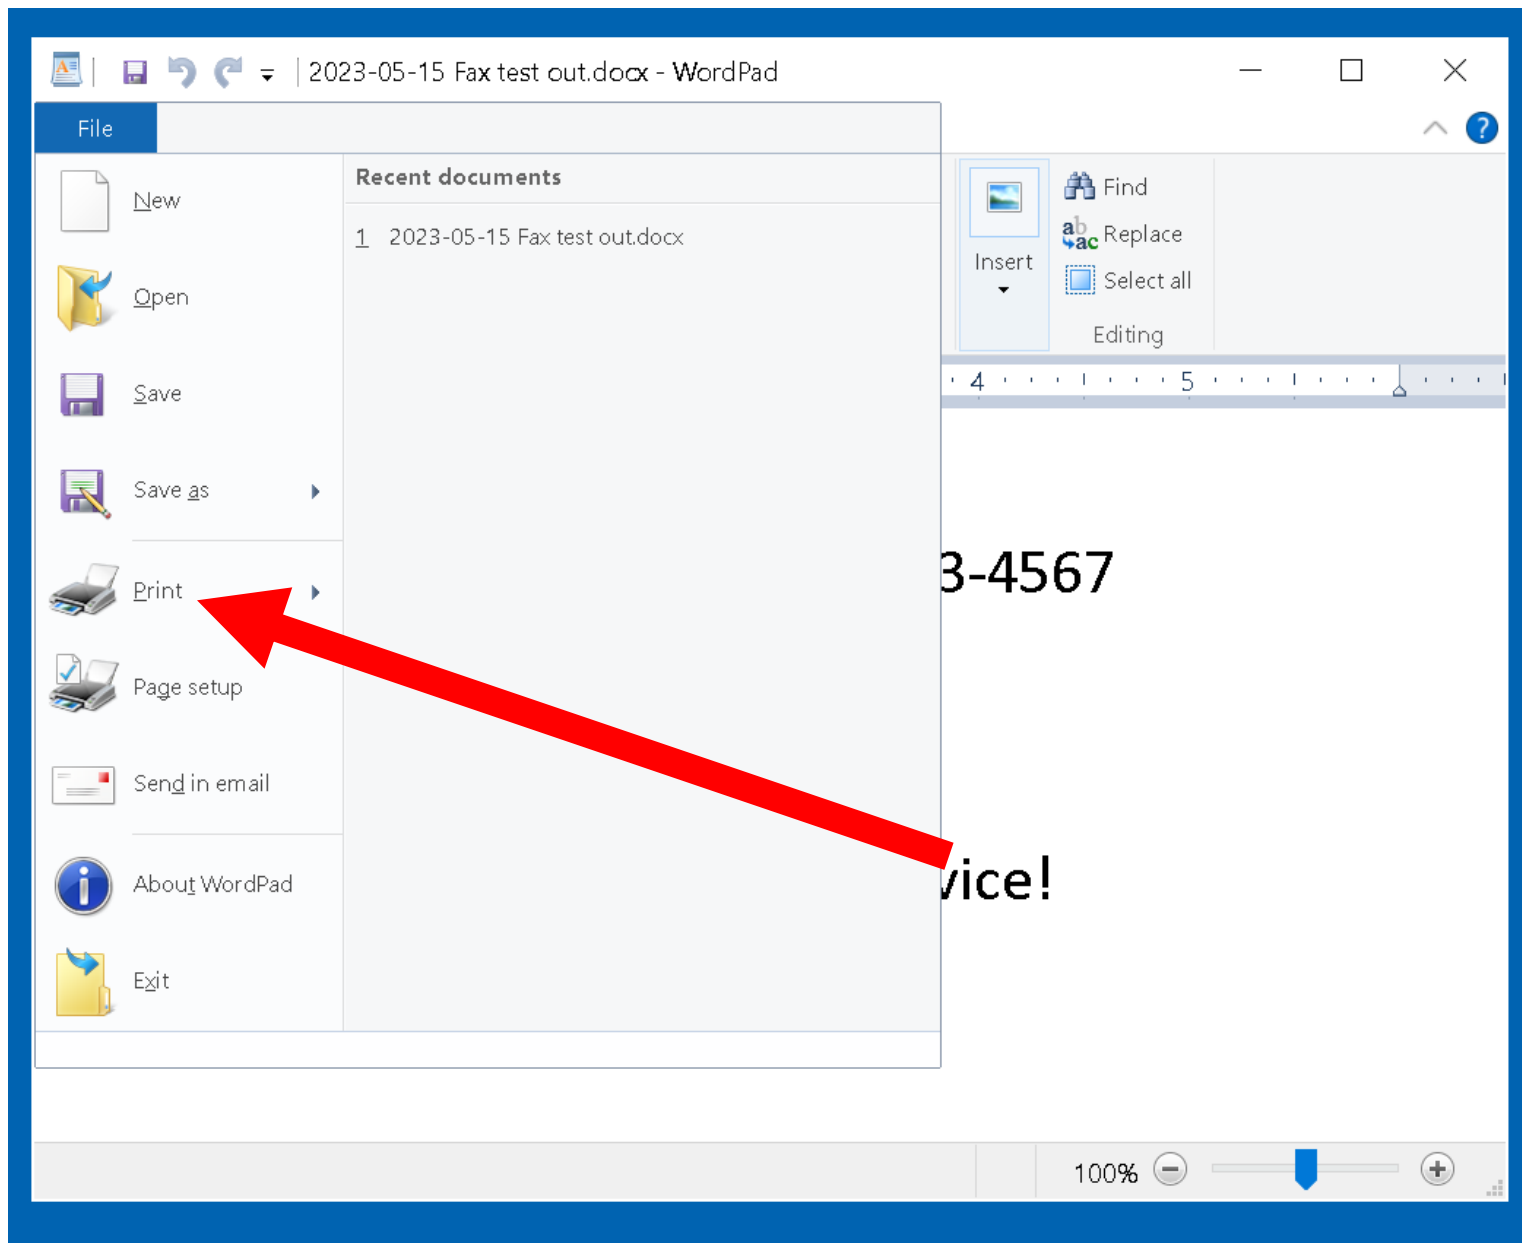 2023-05-15 Fax test out.docx - WordPad
File
?
New
Recent documents
1 2023-05-15 Fax test out.docx
Open
Save
Save as
Print
Page setup
Send in email
About WordPad
Exit
Insert
Find
Replace
Select all
Editing
4 5
3-4567
vice!
100%